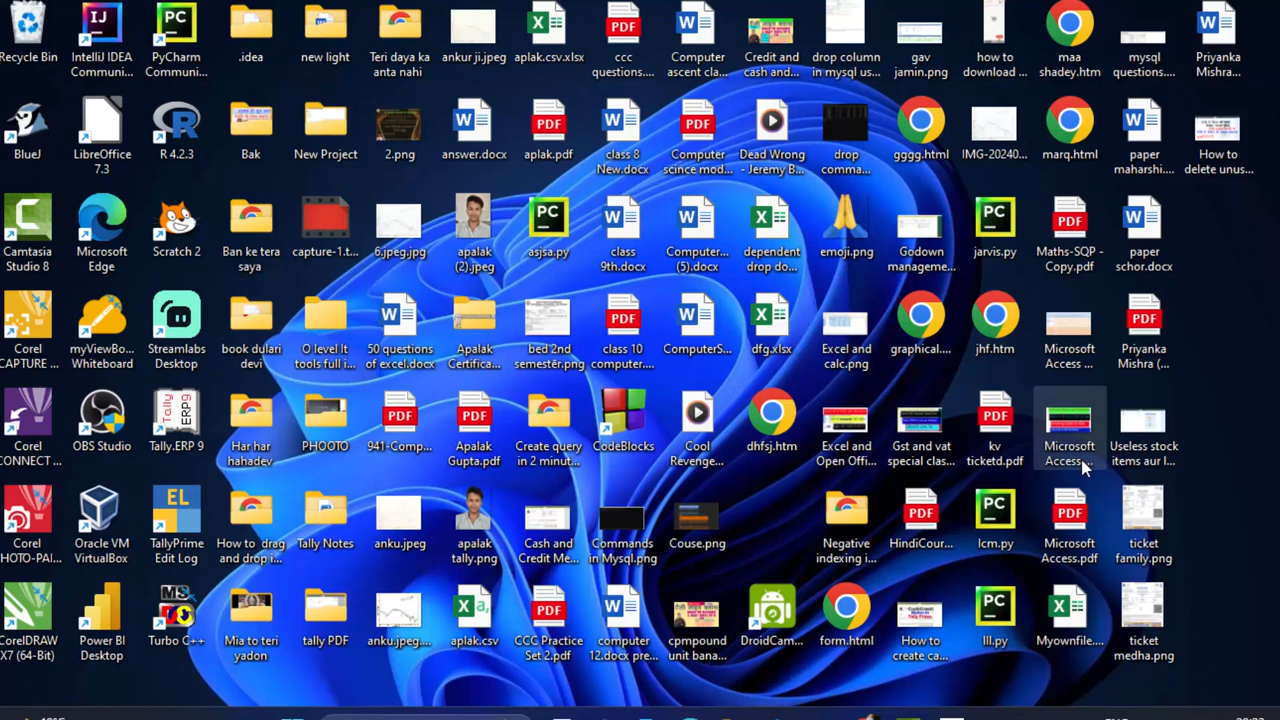 Recycle Bin
IntelliJ IDEA
Communi...
PyCharm
Communi...
.idea
new light
Teri daya ka
anta nahi
ankur ji.jpeg
aplak.csv.xlsx
ccc
questions....
Computer
ascent cla...
Credit and
cash and...
drop column
in mysql us...
gav
jamin.png
how to
download ...
maa
shadey.htm
mysql
questions....
Priyanka
Mishra...
BlueJ
LibreOffice
7.3
R 4.2.3
Bak
New Project
2.png
answer.docx
aplak.pdf
class 8
New.docx
Computer
scince mod...
Dead Wrong
- Jeremy B...
drop
comma...
gggg.html
IMG-20240...
marq.html
paper
maharshi....
How to
delete unus...
Camtasia
Studio 8
Microsoft
Edge
Scratch 2
Ban ke tera
saya
capture-1.t...
6.jpeg.jpg
apalak
(2).jpeg
asjsa.py
class
9th.docx
Computer...
(5).docx
dependent
drop do...
emoji.png
Godown
manageme...
jarvis.py
Maths-SQP -
Copy.pdf
paper
schor.docx
Corel
CAPTURE ...
myViewBo...
Whiteboard
Streamlabs
Desktop
book dulari
devi
O level It
tools full i...
50 questions
of excel.docx
Apalak
Certifica...
bed 2nd
semester.png
class 10
computer....
ComputerS...
dfg.xlsx
Excel and
calc.png
graphical....
jhf.htm
Microsoft
Access ...
Priyanka
Mishra (...
Corel
CONNECT ...
OBS Studio
Tally.ERP 9
Har har
hahadev
PHOOTO
941-Comp...
Apalak
Gupta.pdf
Create query
in 2 minut...
CodeBlocks
Cool
Revenge...
dhfsj.htm
Excel and
Open Offi...
Gst and vat
special clas...
kv
ticketd.pdf
Microsoft
Access...
Useless stock
items aur l...
Corel
PHOTO-PAI...
Oracle VM
VirtualBox
TallyPrime
Edit Log
How to drag
and drop i...
Tally Notes
anku.jpeg
apalak
tally.png
Cash and
Credit Me...
Commands
in Mysql.png
Couse.png
Negative
indexing i...
HindiCour...
lcm.py
Microsoft
Access.pdf
ticket
family.png
CorelDRAW
X7 (64-Bit)
Power BI
Desktop
Turbo C++
Mia to teri
yadon
tally PDF
anku.jpeg....
aplak.csv
CCC Practice
Set 2.pdf
computer
12.docx pre...
cpmpound
unit bana...
DroidCam...
form.html
How to
create ca...
lll.py
Myownfile....
ticket
medha.png